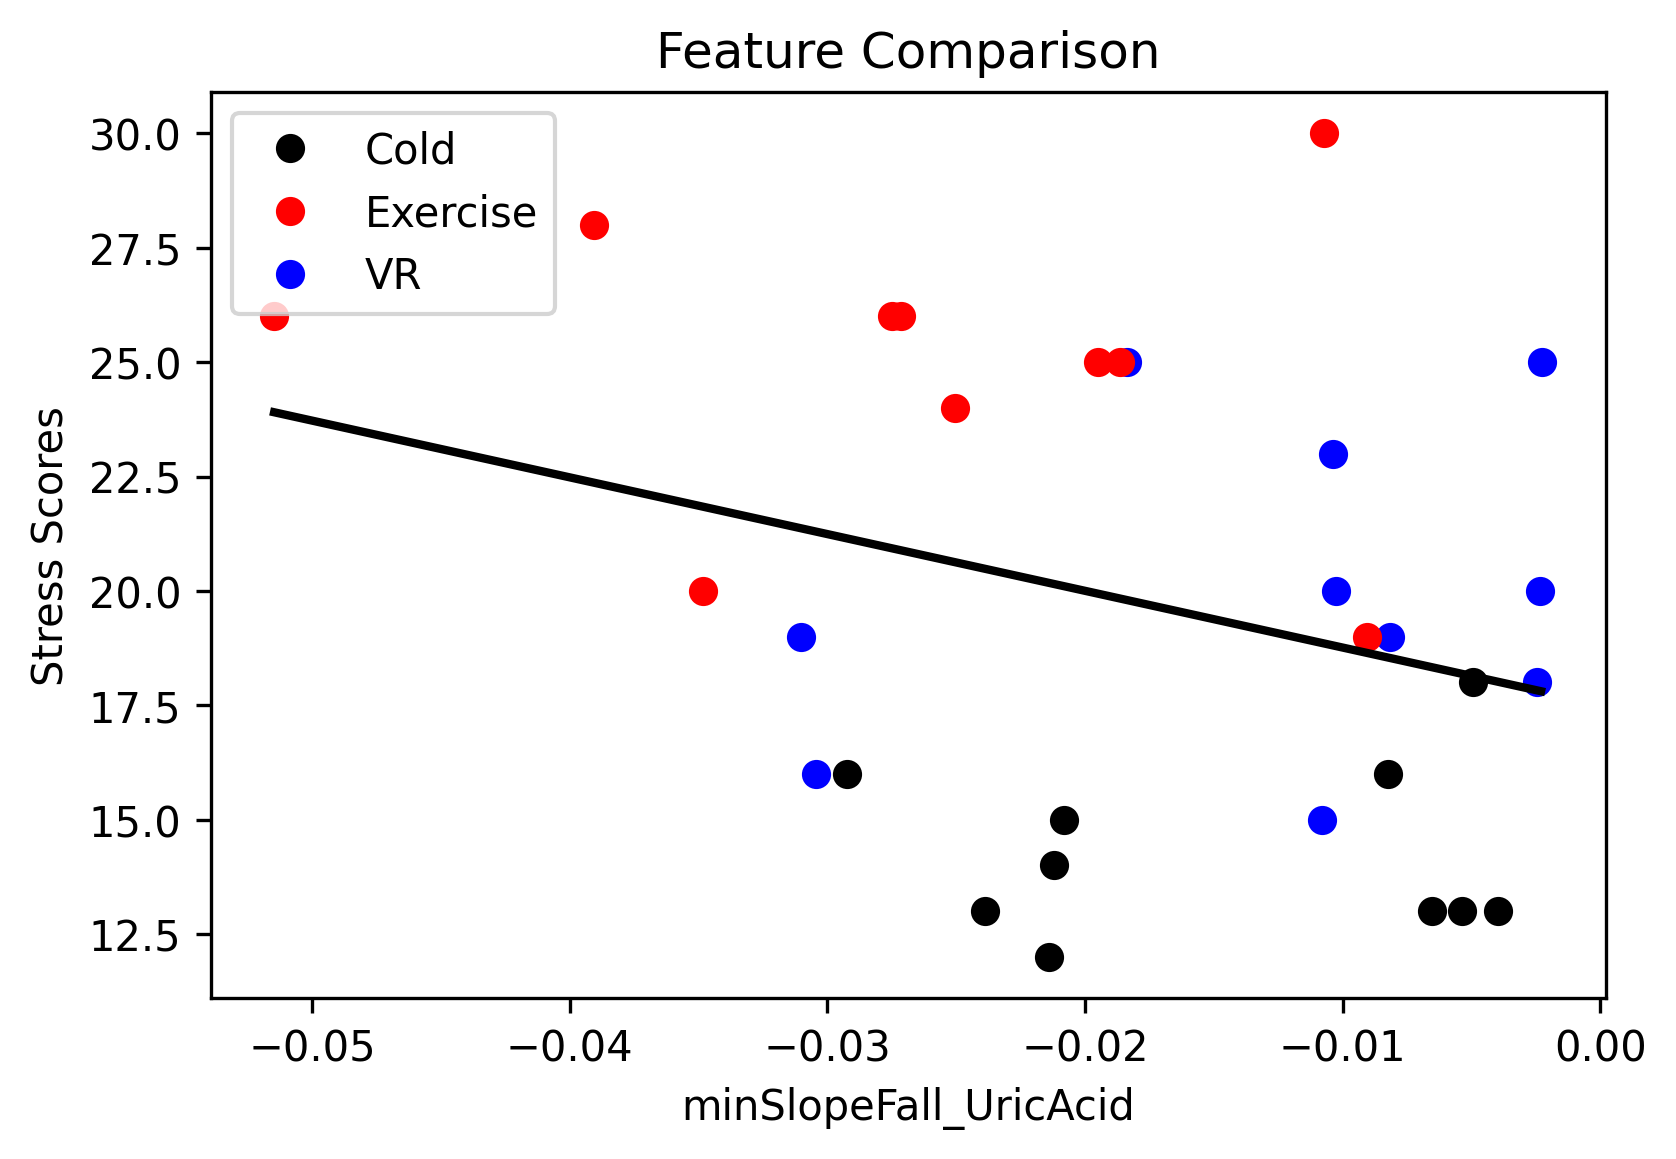 Feature Comparison
Cold
Exercise
VR
30.0
27.5
25.0
22.5
20.0
17.5
15.0
12.5
Stress Scores
−0.05
−0.04
−0.03
−0.02
−0.01
0.00
minSlopeFall_UricAcid